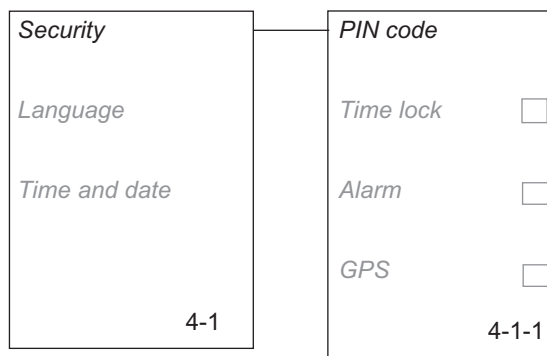 Security
Language
Time and date
4-1
PIN code
Time lock
Alarm
GPS
4-1-1